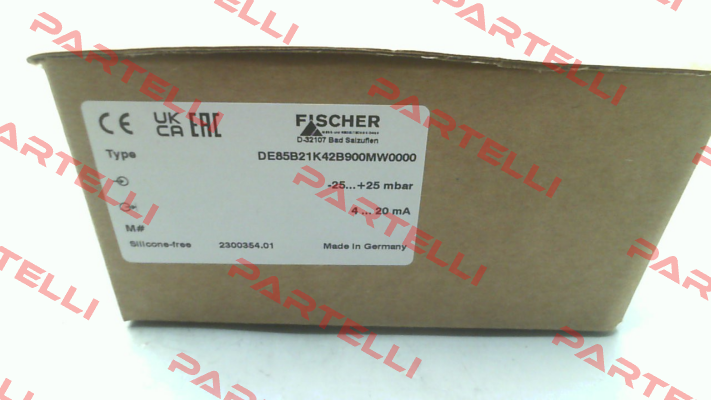 CE UK CA EAC
FISCHER
D-32107 Bad Salzuflen
Type DE85B21K42B900MW0000
-25...+25 mbar
4 ... 20 mA
M#
Silicone-free 2300354.01 Made in Germany
PARTELLI
PARTELLI
PARTELLI
PARTELLI
PARTELLI
PARTELLI
PARTELLI
PARTELLI